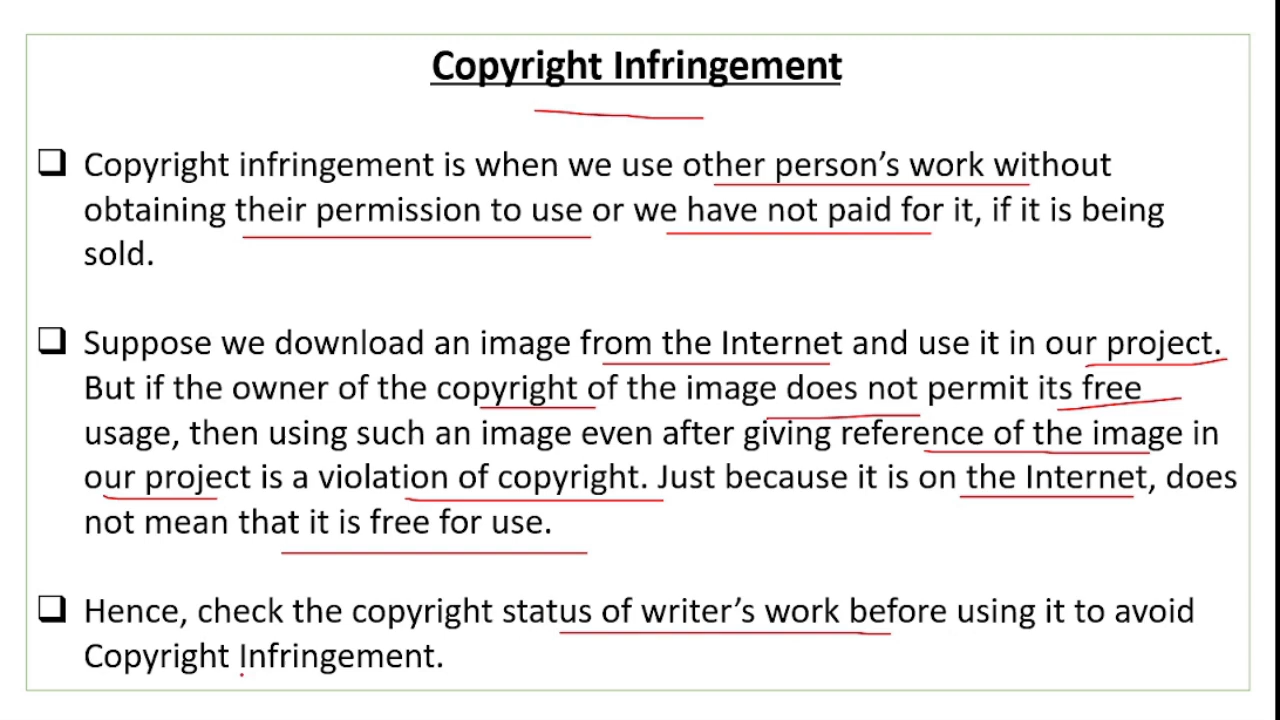 Copyright Infringement
Copyright infringement is when we use other person’s work without
obtaining their permission to use or we have not paid for it, if it is being
sold.
Suppose we download an image from the Internet and use it in our project.
But if the owner of the copyright of the image does not permit its free
usage, then using such an image even after giving reference of the image in
our project is a violation of copyright. Just because it is on the Internet, does
not mean that it is free for use.
Hence, check the copyright status of writer’s work before using it to avoid
Copyright Infringement.